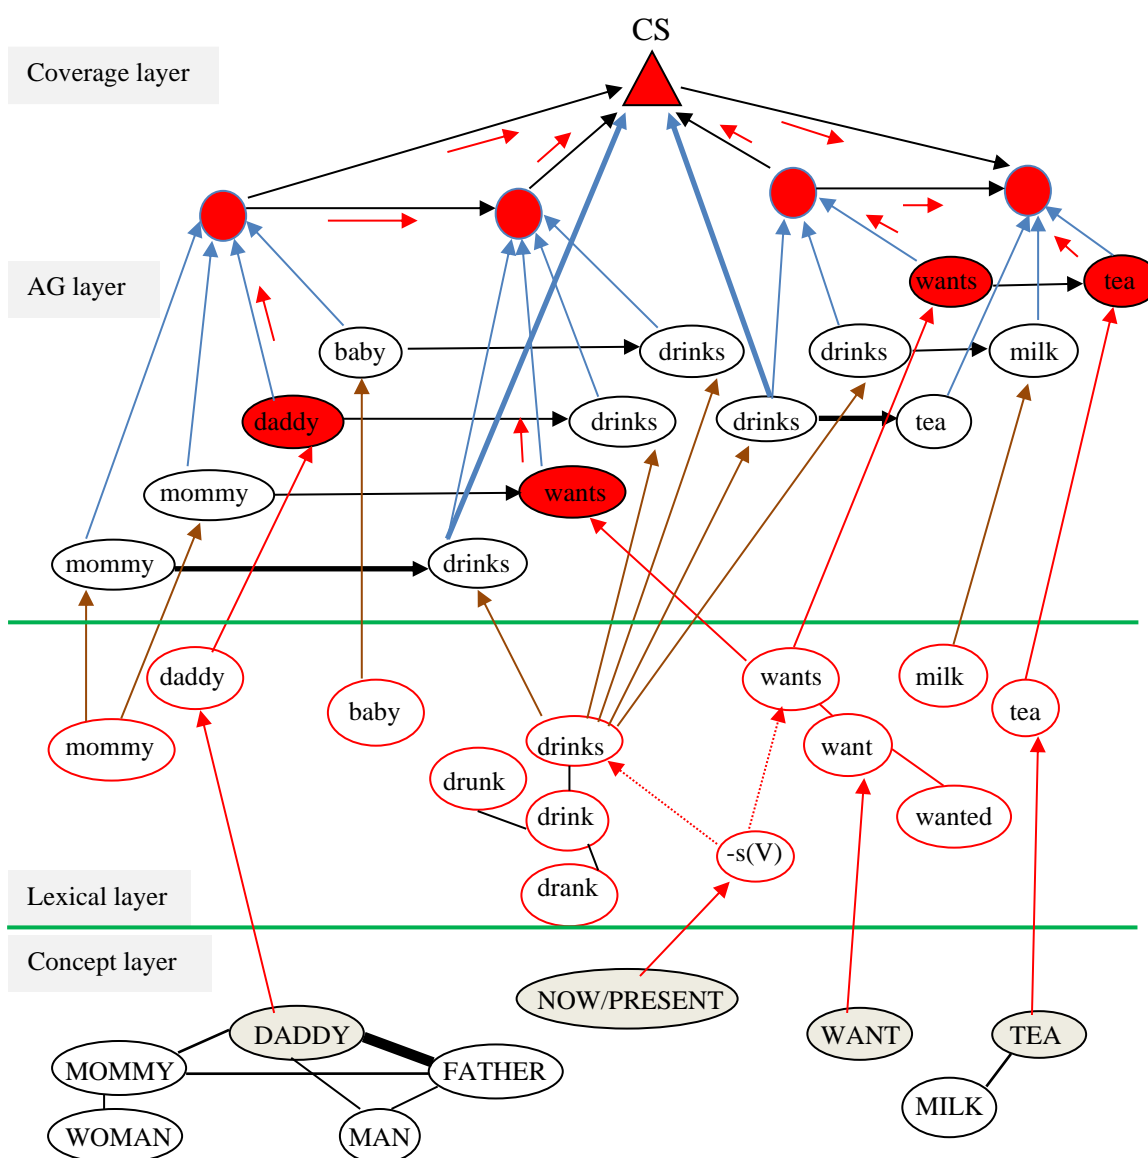 CS
Coverage layer
AG layer
wants
tea
baby
drinks
drinks
milk
daddy
drinks
drinks
tea
mommy
wants
mommy
drinks
daddy
wants
milk
baby
tea
mommy
drinks
want
drunk
drink
wanted
-s(V)
drank
Lexical layer
Concept layer
NOW/PRESENT
DADDY
WANT
TEA
MOMMY
FATHER
MILK
WOMAN
MAN